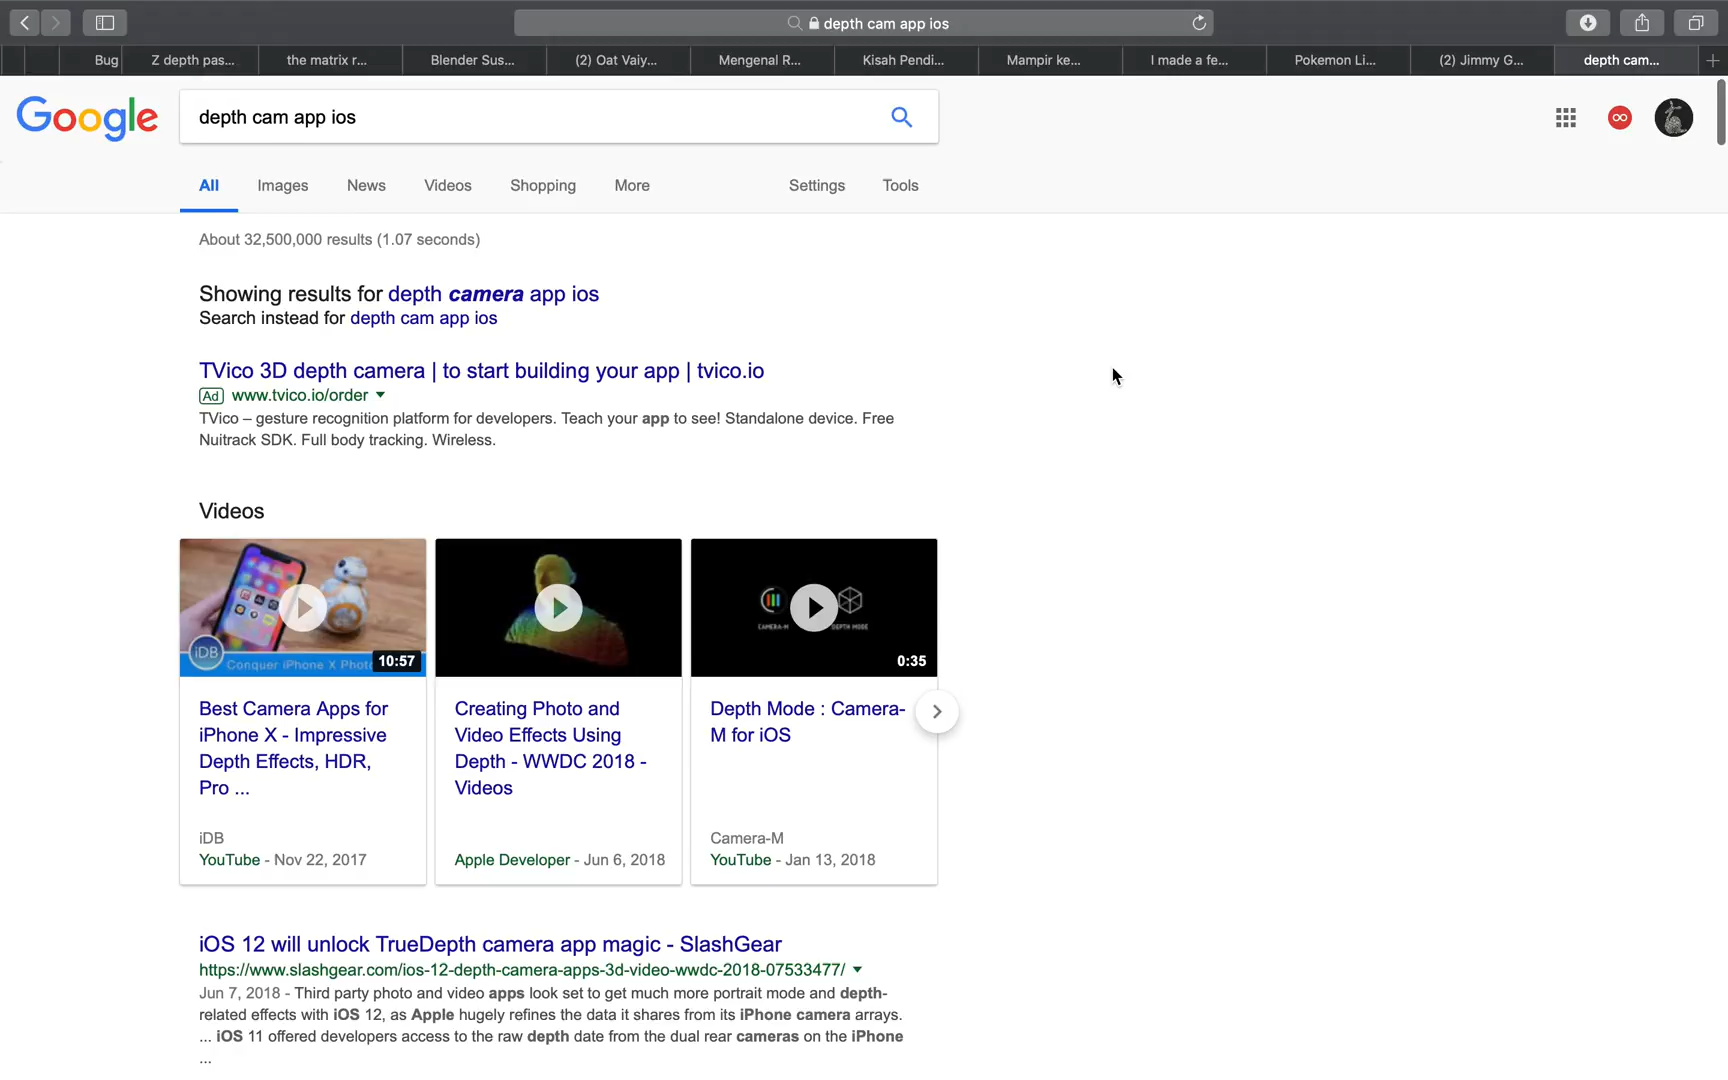 depth cam app ios
Bug
Z depth pas...
the matrix r...
Blender Sus...
(2) Oat Vaiy...
Mengenal R...
Kisah Pendi...
Mampir ke...
I made a fe...
Pokemon Li...
(2) Jimmy G...
depth cam...
Google
depth cam app ios
All
Images
News
Videos
Shopping
More
Settings
Tools
About 32,500,000 results (1.07 seconds)
Showing results for depth camera app ios
Search instead for depth cam app ios
TVico 3D depth camera | to start building your app | tvico.io
Ad www.tvico.io/order
TVico – gesture recognition platform for developers. Teach your app to see! Standalone device. Free
Nuitrack SDK. Full body tracking. Wireless.
Videos
iDB
Conquer iPhone X Phot
10:57
CAMERA-M
DEPTH MODE
0:35
Best Camera Apps for
iPhone X - Impressive
Depth Effects, HDR,
Pro ...
iDB
YouTube - Nov 22, 2017
Creating Photo and
Video Effects Using
Depth - WWDC 2018 -
Videos
Apple Developer - Jun 6, 2018
Depth Mode : Camera-
M for iOS
Camera-M
YouTube - Jan 13, 2018
iOS 12 will unlock TrueDepth camera app magic - SlashGear
https://www.slashgear.com/ios-12-depth-camera-apps-3d-video-wwdc-2018-07533477/
Jun 7, 2018 - Third party photo and video apps look set to get much more portrait mode and depth-
related effects with iOS 12, as Apple hugely refines the data it shares from its iPhone camera arrays.
... iOS 11 offered developers access to the raw depth date from the dual rear cameras on the iPhone
...